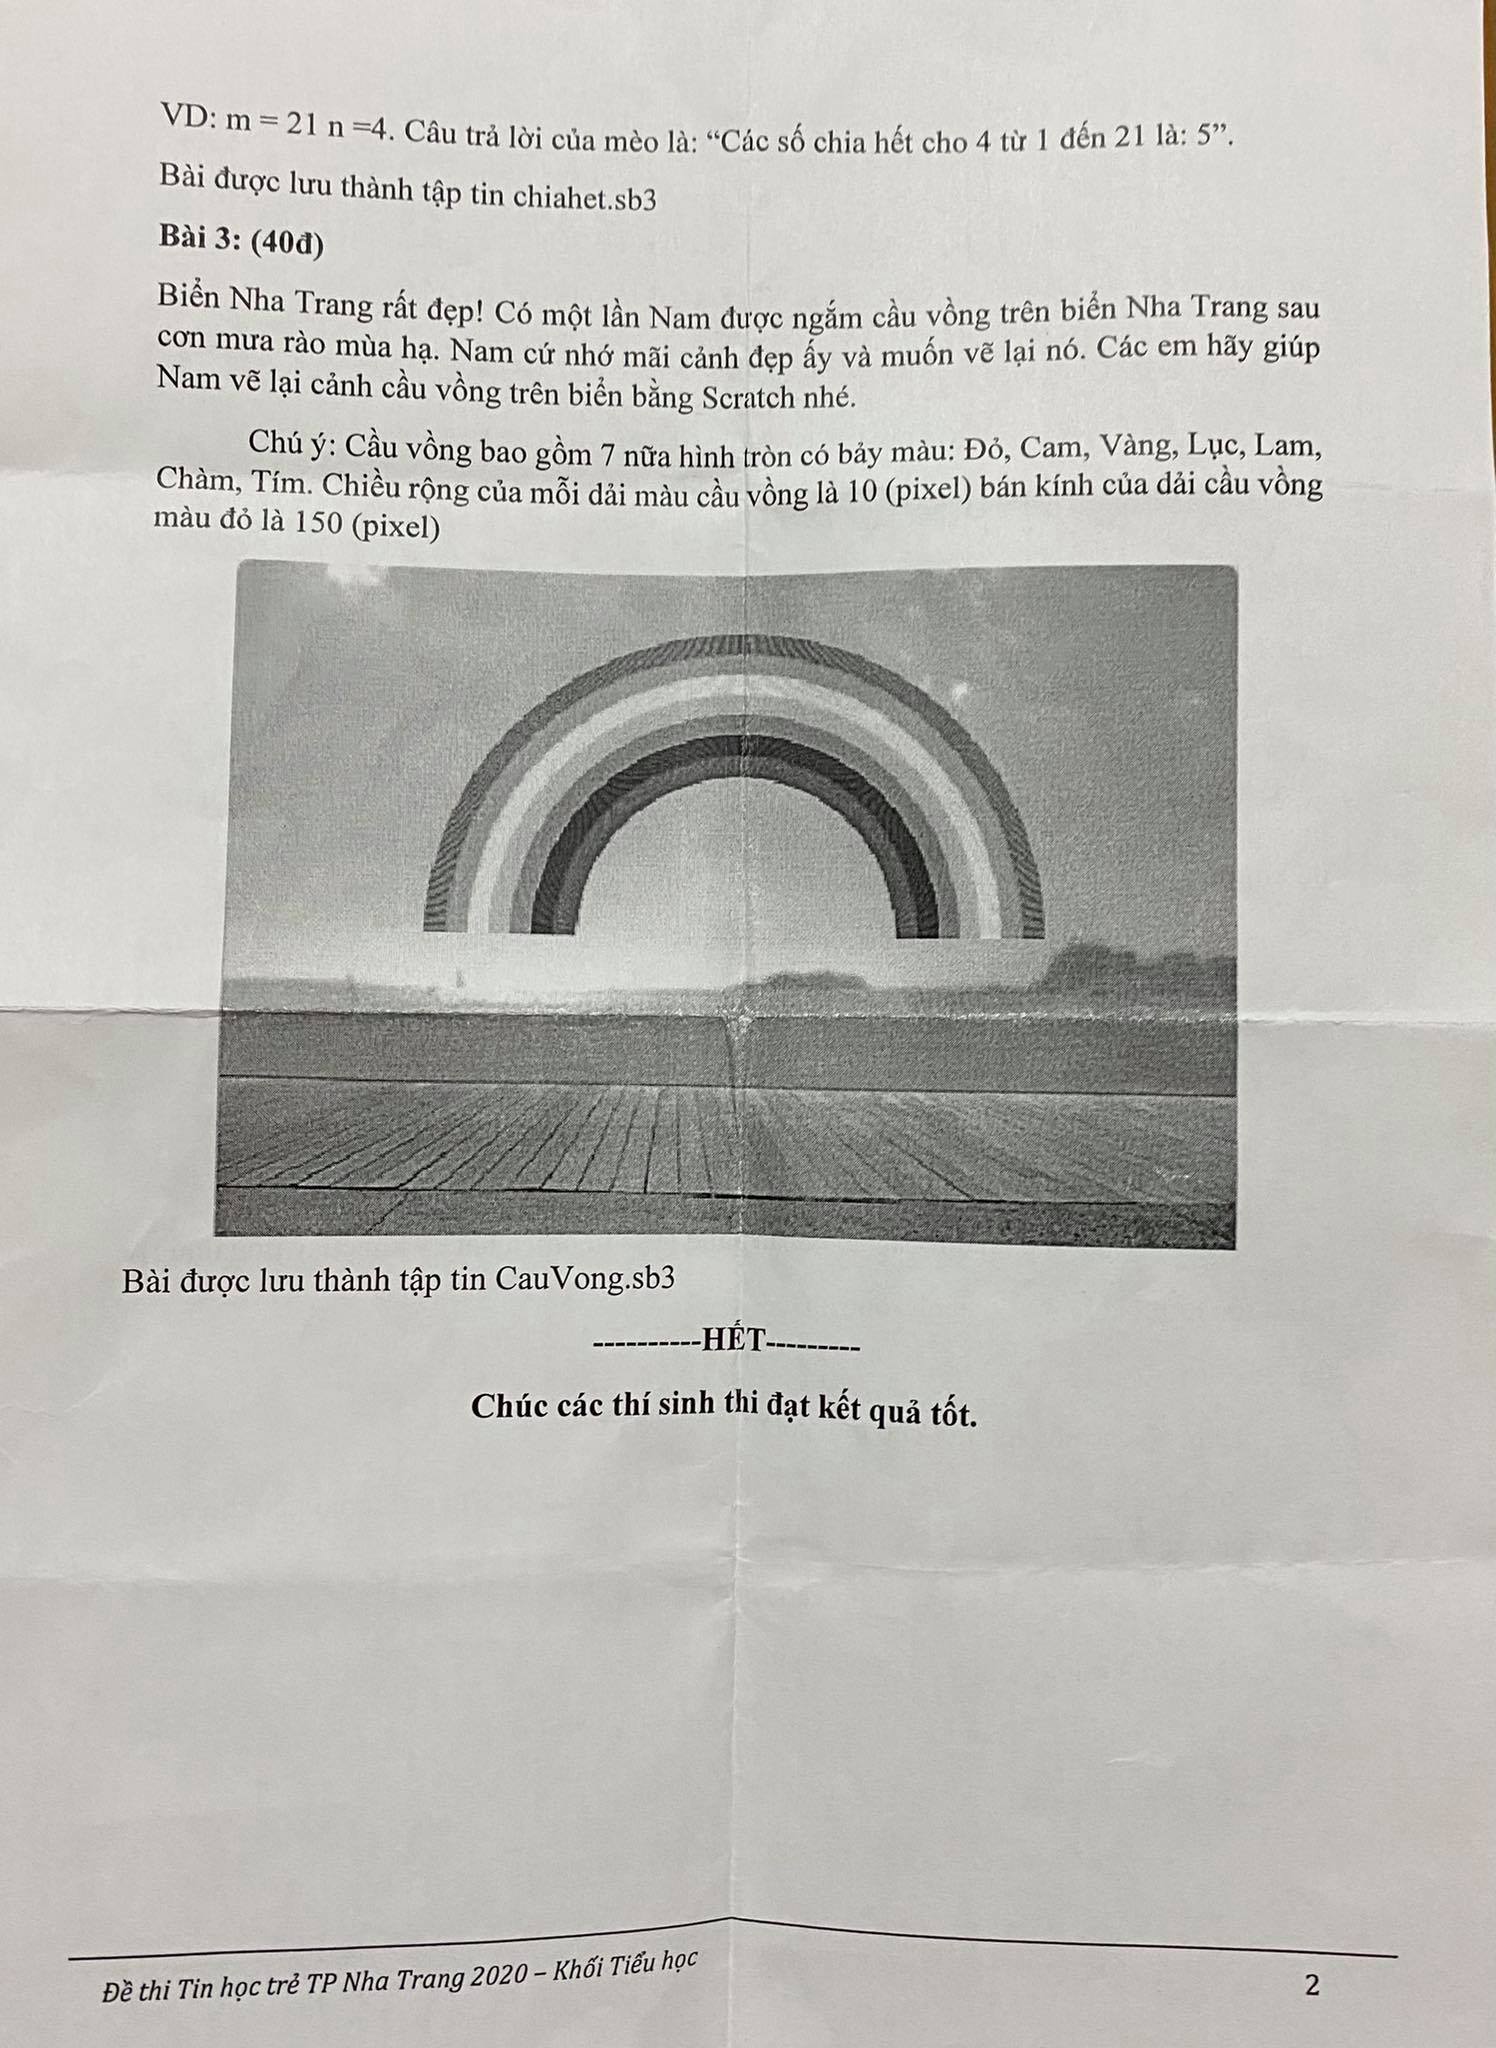 VD: m = 21 n =4. Câu trả lời của mèo là: “Các số chia hết cho 4 từ 1 đến 21 là: 5”.
Bài được lưu thành tập tin chiahet.sb3
Bài 3: (40đ)
Biển Nha Trang rất đẹp! Có một lần Nam được ngắm cầu vồng trên biển Nha Trang sau
cơn mưa rào mùa hạ. Nam cứ nhớ mãi cảnh đẹp ấy và muốn vẽ lại nó. Các em hãy giúp
Nam vẽ lại cảnh cầu vồng trên biển bằng Scratch nhé.
Chú ý: Cầu vồng bao gồm 7 nữa hình tròn có bảy màu: Đỏ, Cam, Vàng, Lục, Lam,
Chàm, Tím. Chiều rộng của mỗi dải màu cầu vồng là 10 (pixel) bán kính của dải cầu vồng
màu đỏ là 150 (pixel)
Bài được lưu thành tập tin CauVong.sb3
-----------HẾT---------
Chúc các thí sinh thi đạt kết quả tốt.
Đề thi Tin học trẻ TP Nha Trang 2020 – Khối Tiểu học
2